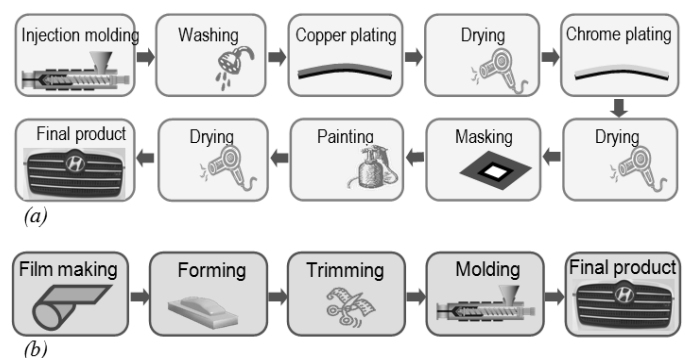 Injection molding
Washing
Copper plating
Drying
Chrome plating
Final product
Drying
Painting
Masking
Drying
(a)
Film making
Forming
Trimming
Molding
Final product
(b)